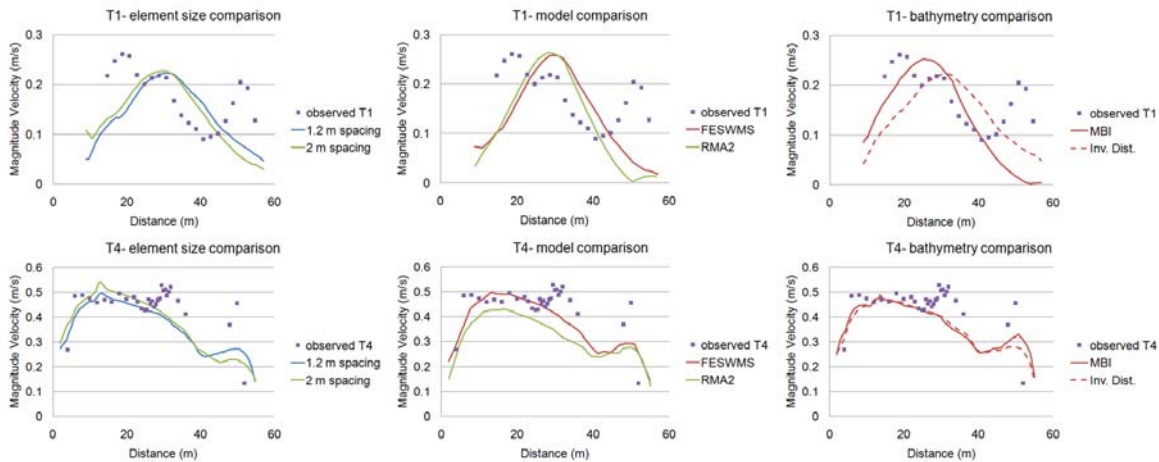 T1- element size comparison
Magnitude Velocity (m/s)
0.3
0.2
0.1
0
0
20
40
60
Distance (m)
observed T1
1.2 m spacing
2 m spacing
T1- model comparison
Magnitude Velocity (m/s)
0.3
0.2
0.1
0
0
20
40
60
Distance (m)
observed T1
FESWMS
RMA2
T1- bathymetry comparison
Magnitude Velocity (m/s)
0.3
0.2
0.1
0
0
20
40
60
Distance (m)
observed T1
MBI
Inv. Dist.
T4- element size comparison
Magnitude Velocity (m/s)
0.6
0.5
0.4
0.3
0.2
0.1
0
0
20
40
60
Distance (m)
observed T4
1.2 m spacing
2 m spacing
T4- model comparison
Magnitude Velocity (m/s)
0.6
0.5
0.4
0.3
0.2
0.1
0
0
20
40
60
Distance (m)
observed T4
FESWMS
RMA2
T4- bathymetry comparison
Magnitude Velocity (m/s)
0.6
0.5
0.4
0.3
0.2
0.1
0
0
20
40
60
Distance (m)
observed T4
MBI
Inv. Dist.